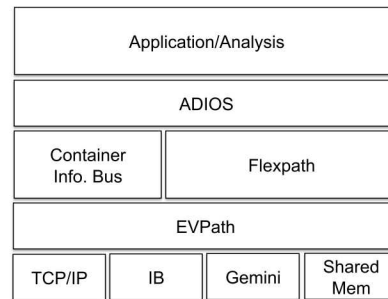 Application/Analysis
ADIOS
Container
Info. Bus
Flexpath
EVPath
TCP/IP
IB
Gemini
Shared
Mem